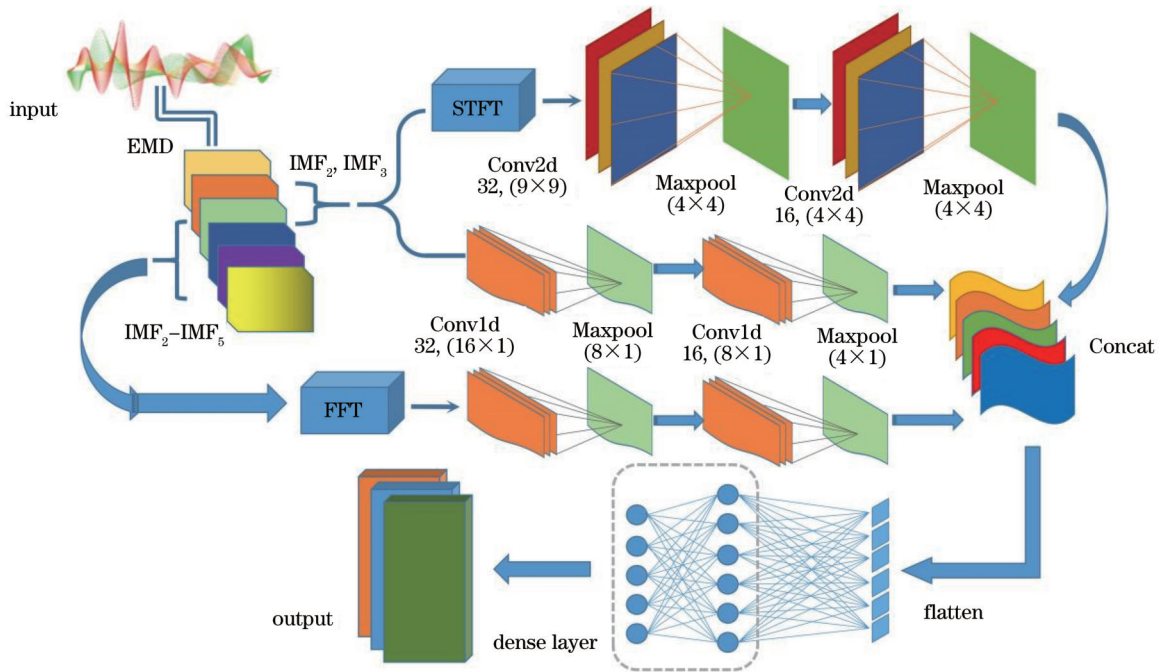 input
EMD
IMF₂, IMF₃
STFT
Conv2d
32, (9×9)
Maxpool
(4×4)
Conv2d
16, (4×4)
Maxpool
(4×4)
IMF₂–IMF₅
Conv1d
32, (16×1)
Maxpool
(8×1)
Conv1d
16, (8×1)
Maxpool
(4×1)
Concat
FFT
output
dense layer
flatten